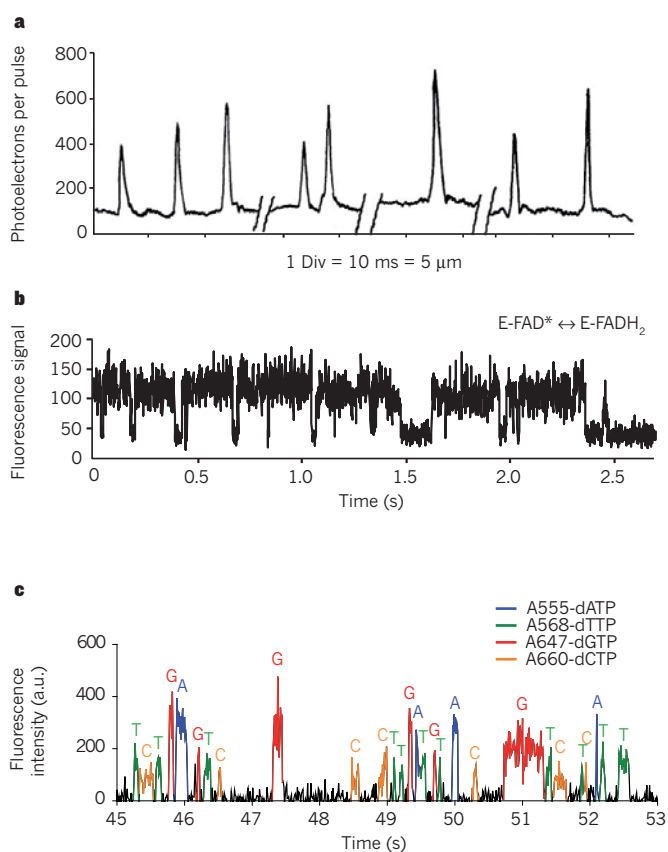 a
Photoelectrons per pulse
800
600
400
200
0
1 Div = 10 ms = 5 μm
b
E-FAD* ↔ E-FADH₂
Fluorescence signal
200
150
100
50
0
0 0.5 1.0 1.5 2.0 2.5
Time (s)
c
A555-dATP
A568-dTTP
A647-dGTP
A660-dCTP
Fluorescence
intensity (a.u.)
600
400
200
0
T C T G A G T C G C C T T G A T G T A C G T C T C A T T
45 46 47 48 49 50 51 52 53
Time (s)